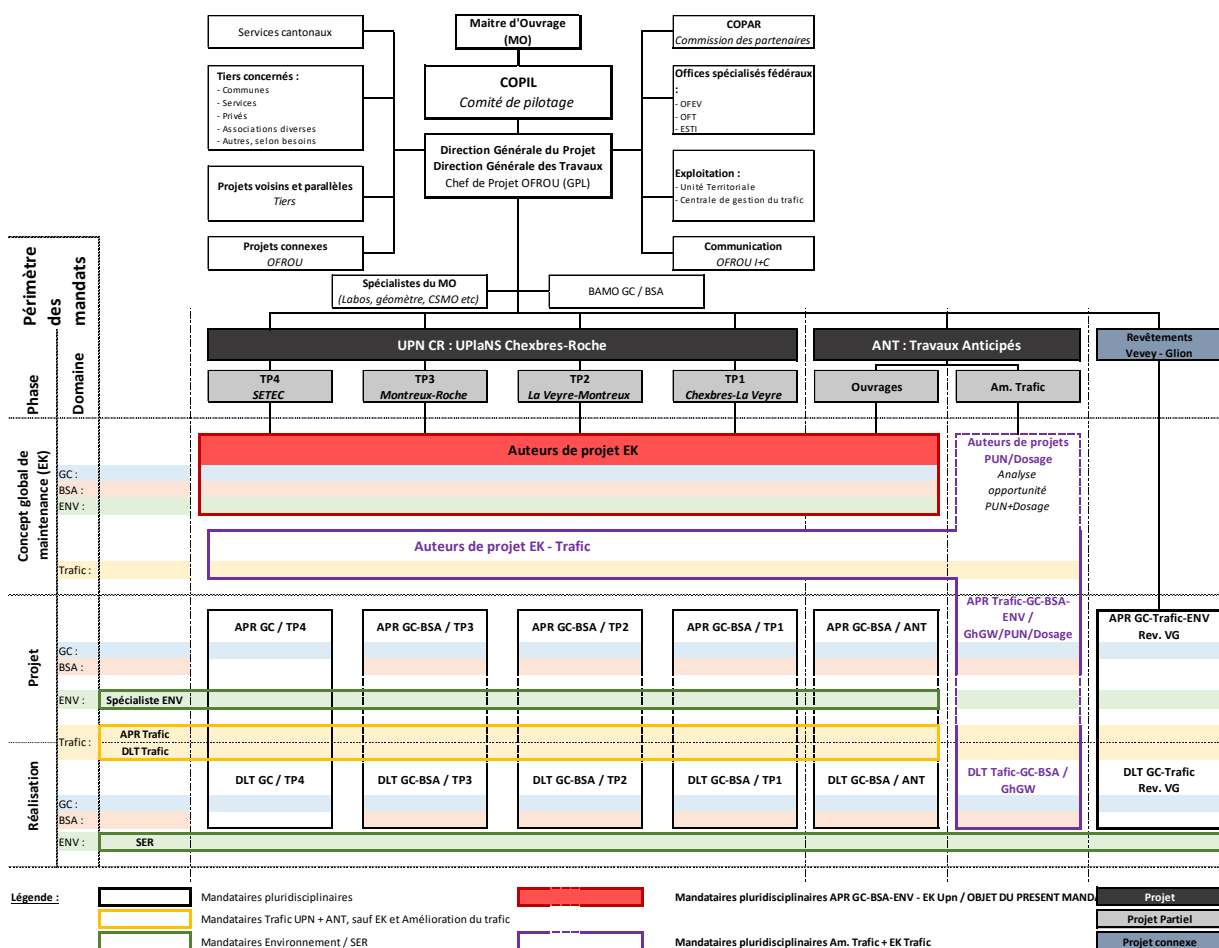 Services cantonaux
Maitre d'Ouvrage
(MO)
COPAR
Commission des partenaires
Tiers concernés :
- Communes
- Services
- Privés
- Associations diverses
- Autres, selon besoins
COPIL
Comité de pilotage
Offices spécialisés fédéraux
:
- OFEV
- OFT
- ESTI
Direction Générale du Projet
Direction Générale des Travaux
Chef de Projet OFROU (GPL)
Projets voisins et parallèles
Tiers
Exploitation :
- Unité Territoriale
- Centrale de gestion du trafic
Projets connexes
OFROU
Communication
OFROU I+C
Spécialistes du MO
(Labos, géomètre, CSMO etc)
BAMO GC / BSA
Périmètre
des
mandats
Phase
Domaine
UPN CR : UPlaNS Chexbres-Roche
ANT : Travaux Anticipés
Revêtements
Vevey - Glion
TP4
SETEC
TP3
Montreux-Roche
TP2
La Veyre-Montreux
TP1
Chexbres-La Veyre
Ouvrages
Am. Trafic
Concept global de
maintenance (EK)
Auteurs de projet EK
GC :
BSA :
ENV :
Auteurs de projets
PUN/Dosage
Analyse
opportunité
PUN+Dosage
Auteurs de projet EK - Trafic
Trafic :
Projet
APR GC / TP4
APR GC-BSA / TP3
APR GC-BSA / TP2
APR GC-BSA / TP1
APR GC-BSA / ANT
APR Trafic-GC-BSA-
ENV /
GhGW/PUN/Dosage
APR GC-Trafic-ENV
Rev. VG
GC :
BSA :
ENV :
Spécialiste ENV
Trafic :
APR Trafic
DLT Trafic
Réalisation
DLT GC / TP4
DLT GC-BSA / TP3
DLT GC-BSA / TP2
DLT GC-BSA / TP1
DLT GC-BSA / ANT
DLT Tafic-GC-BSA /
GhGW
DLT GC-Trafic
Rev. VG
GC :
BSA :
ENV :
SER
Légende :
Mandataires pluridisciplinaires
Mandataires pluridisciplinaires APR GC-BSA-ENV - EK Upn / OBJET DU PRESENT MANDA
Projet
Mandataires Trafic UPN + ANT, sauf EK et Amélioration du trafic
Projet Partiel
Mandataires Environnement / SER
Mandataires pluridisciplinaires Am. Trafic + EK Trafic
Projet connexe